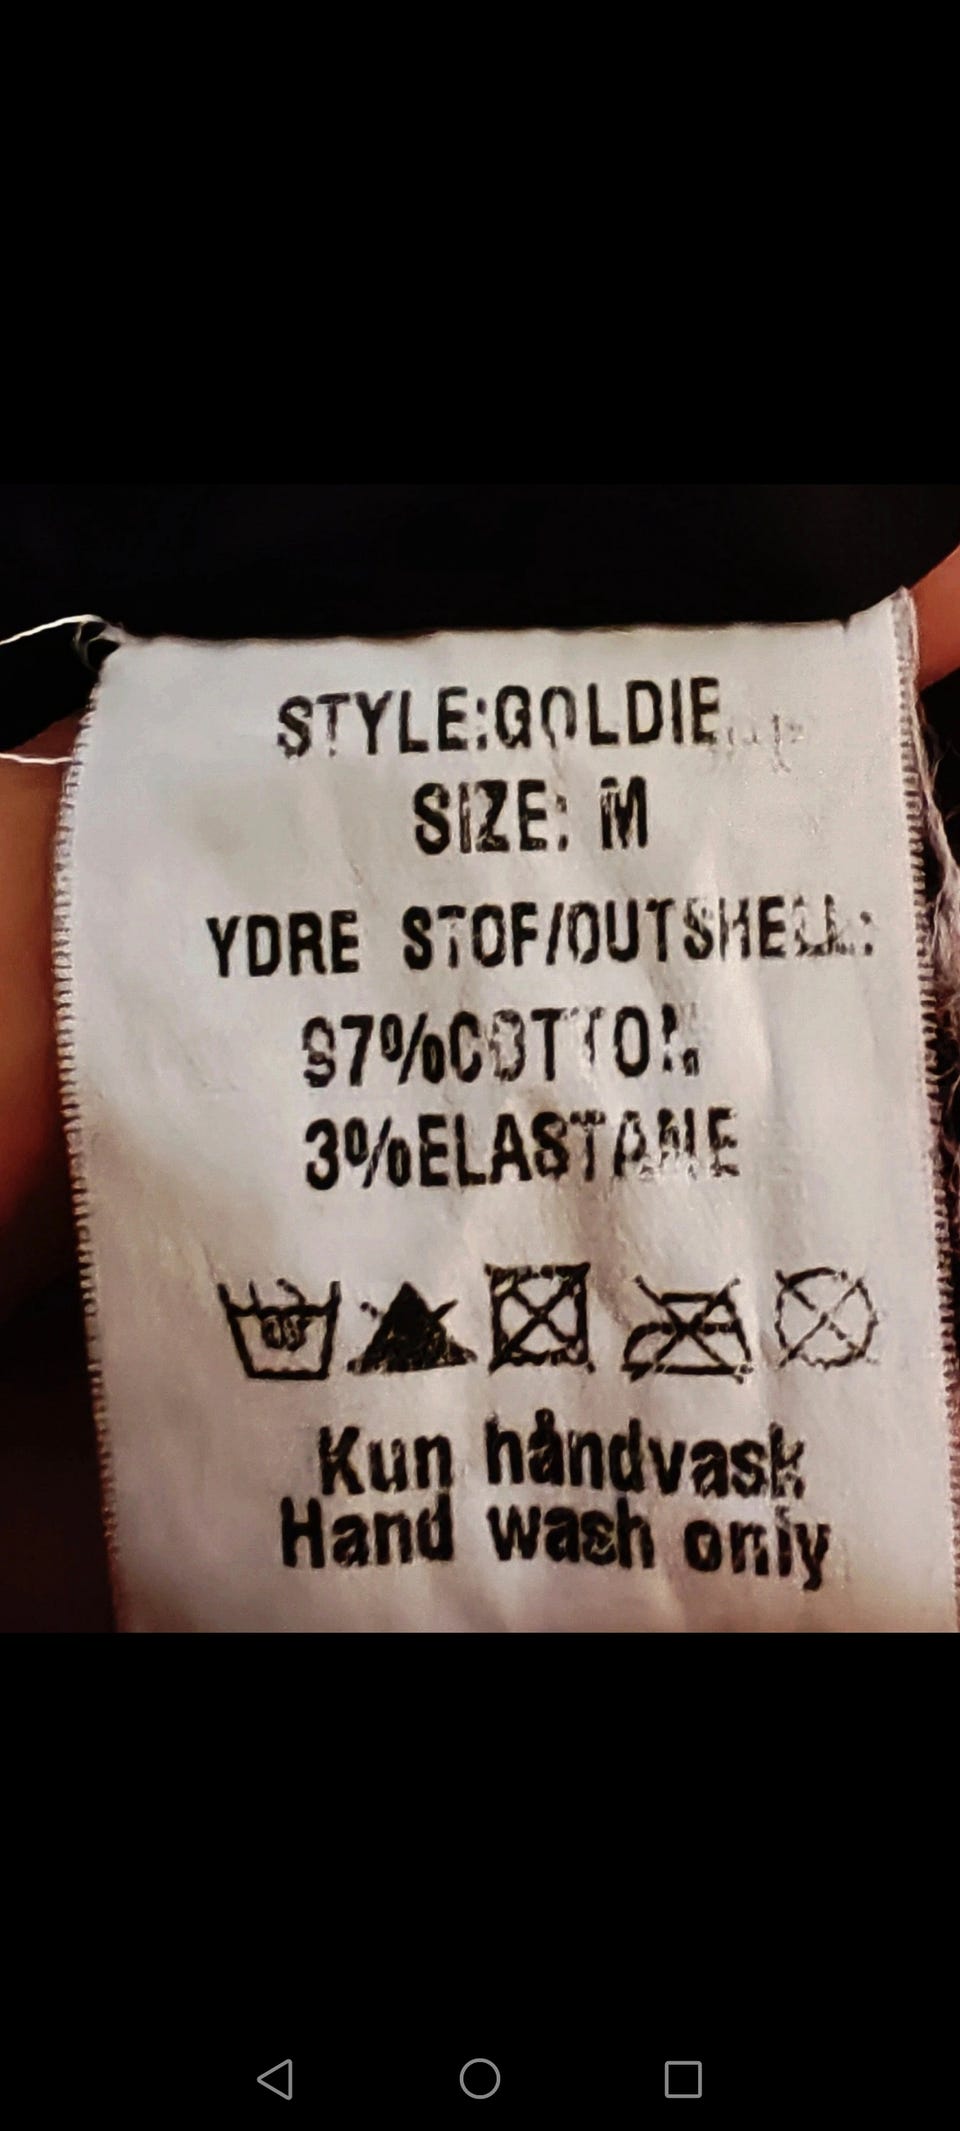 STYLE:GOLDIE
SIZE: M
YDRE STOF/OUTSHELL:
97%COTTON
3%ELASTANE
Kun håndvask
Hand wash only